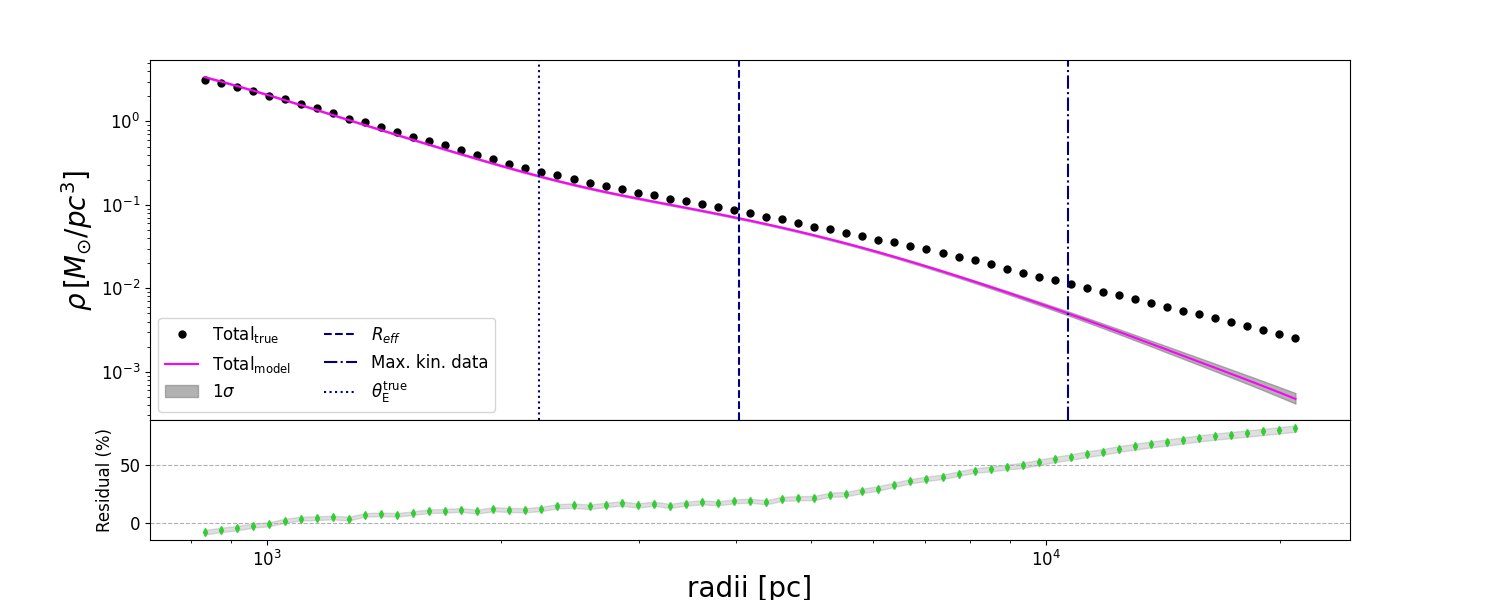 ρ [M⊙/pc³]
10⁰
10⁻¹
10⁻²
10⁻³
Total_true
Total_model
1σ
R_eff
Max. kin. data
θ_E^true
Residual (%)
50
0
10³
10⁴
radii [pc]